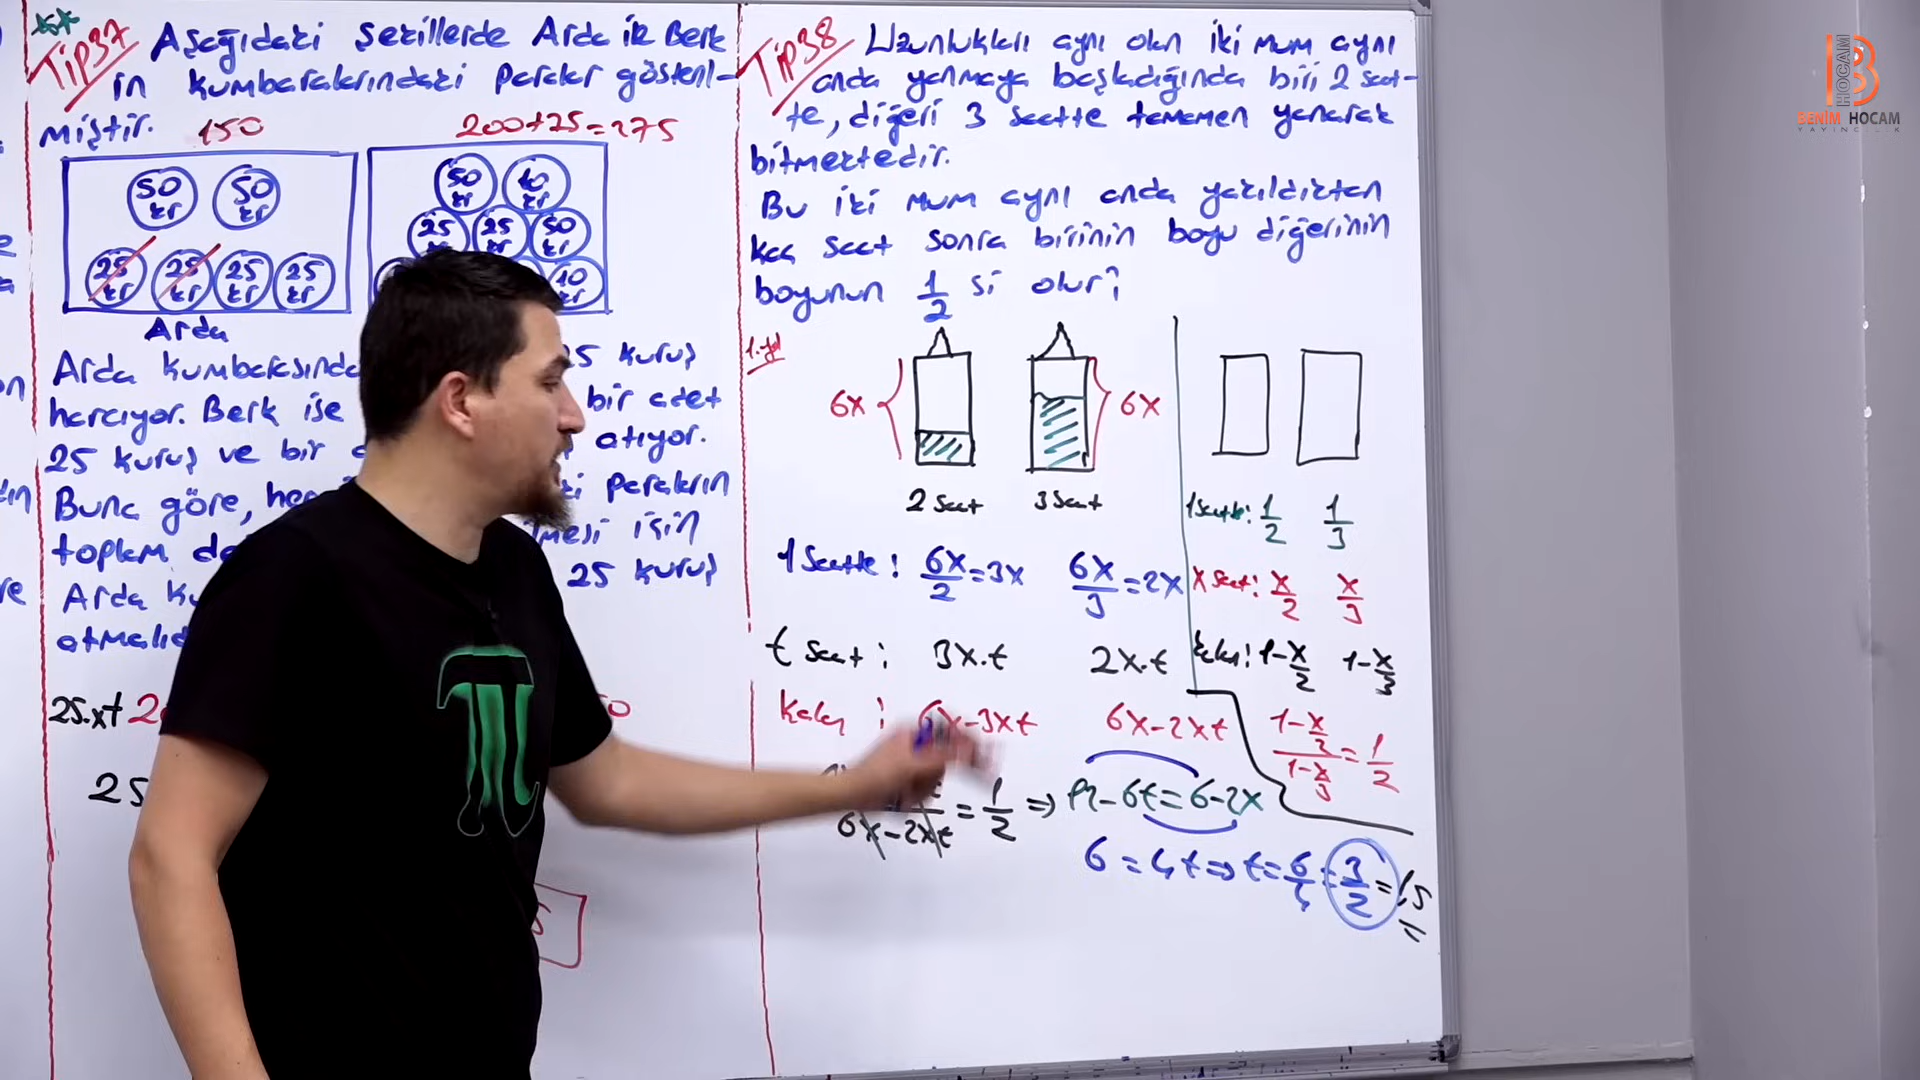 Tip37 Aşağıdaki şekillerde Arda ile Berk
in kumbaralarındaki paralar gösteril-
miştir.
150
200+25=275
50 kr
50 kr
25 kr
25 kr
25 kr
25 kr
50 kr
10 kr
25 kr
25 kr
50 kr
10 kr
Arda
Arda kumbarasında 25 kuruş
harcıyor. Berk ise bir adet
25 kuruş ve bir atıyor.
Buna göre, paraların
toplam için
Arda 25 kuruş
25.x+
25
Tip38 Uzunlukları aynı olan iki mum aynı
anda yanmaya başladığında biri 2 saat-
te, diğeri 3 saatte tamamen yanarak
bitmektedir.
Bu iki mum aynı anda yakıldıktan
kaç saat sonra birinin boyu diğerinin
boyunun 1/2 si olur?
1.yol
6x
6x
2 saat
3 saat
1 saatte: 6x/2=3x 6x/3=2x
t saat: 3x.t 2x.t
Kalan: 6x-3xt 6x-2xt
6x-2xt = 1/2 => 12-6t=6-2x
6=4t => t=6/4=3/2=1,5
1 saatte: 1/2 1/3
x saat: x/2 x/3
kalan: 1-x/2 1-x/3
1-x/2 / 1-x/3 = 1/2
BENİM HOCAM
YAYINCILIK